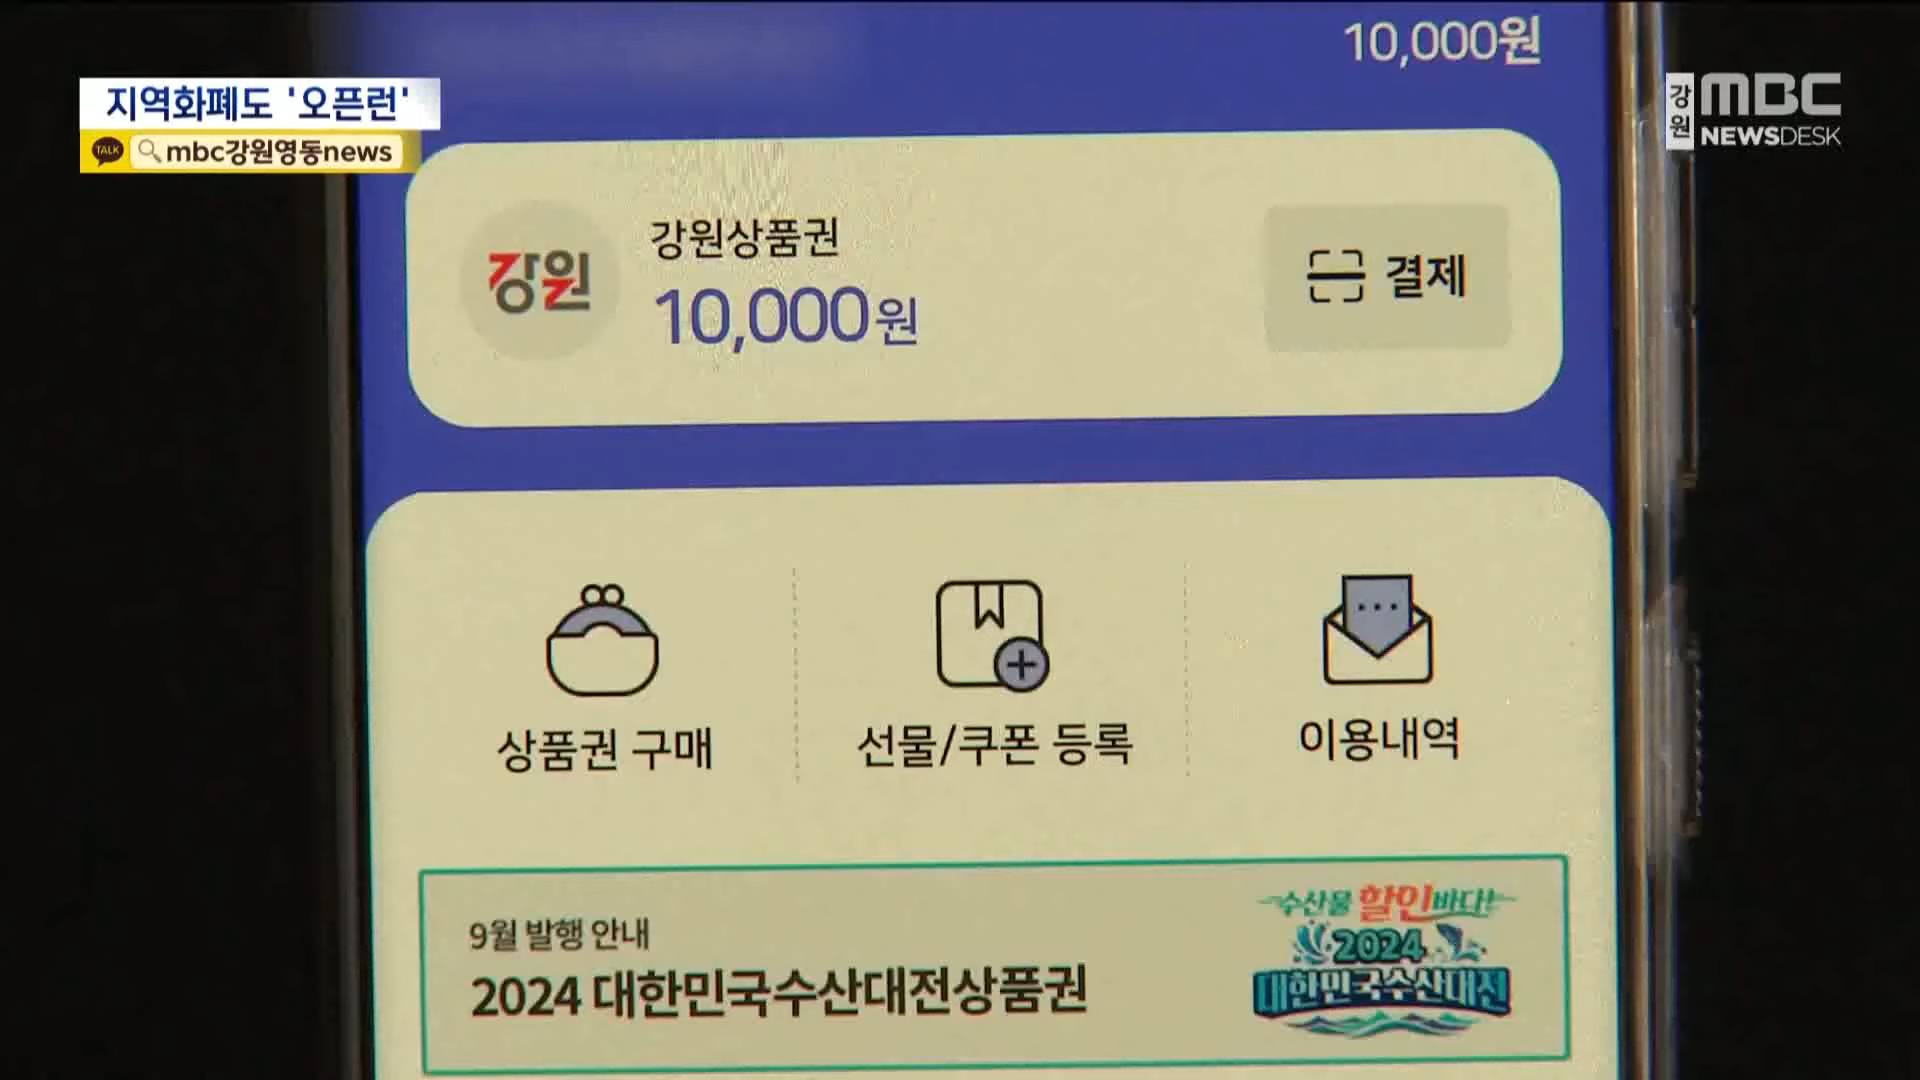 10,000원
지역화폐도 '오픈런'
TALK
mbc강원영동news
강원
MBC
NEWSDESK
강원
강원상품권
10,000원
결제
상품권 구매
선물/쿠폰 등록
이용내역
9월 발행 안내
2024 대한민국수산대전상품권
수산물 할인바다!
2024
대한민국수산대전